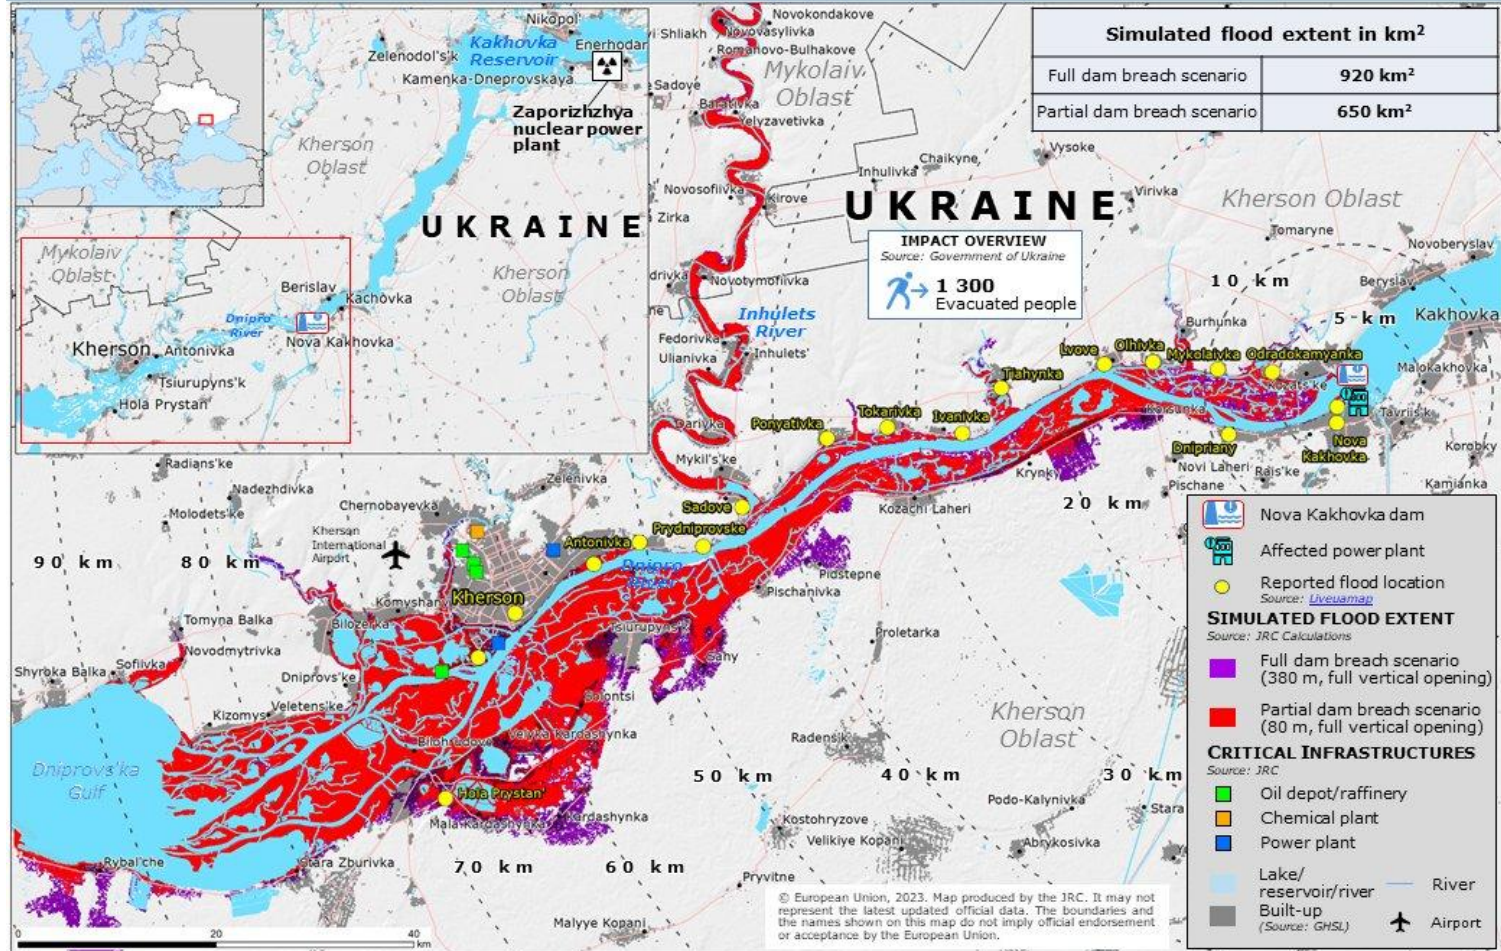 Nikopol'
Zelenodol's'k
Kakhovka
Reservoir
Enerhodar
Kamenka-Dneprovskaya
Zaporizhzhya
nuclear power
plant
Kherson
Oblast
UKRAINE
Mykolaiv
Oblast
Kherson
Oblast
Berislav
Kachovka
Dnipro
River
Nova Kakhovka
Kherson
Antonivka
Tsiurupyns'k
Hola Prystan'
vi Shliakh
Novokondakove
Novovasylivka
Romanovo-Bulhakove
Mykolaiv
Oblast
Sadove
Barativka
Yelyzavetivka
Novosofiivka
Kirove
Zirka
Inhulivka
Chaikyne
Vysoke
Virivka
UKRAINE
Kherson Oblast
Simulated flood extent in km²
Full dam breach scenario 920 km²
Partial dam breach scenario 650 km²
IMPACT OVERVIEW
Source: Government of Ukraine
1 300
Evacuated people
Tomaryne
Novoberyslav
10 km
Beryslav
5 km
Kakhovka
drivka
Novotymofiivka
Inhulets
River
Fedorivka
Ulianivka
Inhulets'
Burhunka
Lvove
Olhivka
Mykolaivka
Odradokamyanka
Malokakhovka
Tiahynka
Korsunka
Tavriis'k
Darivka
Ponyativka
Tokarivka
Ivanivka
Dnipriany
Nova
Kakhovka
Korobky
Mykil's'ke
Krynky
Novi Laheri
Rais'ke
Pischane
Kamianka
Radians'ke
Nadezhdivka
Zelenivka
Sadove
Kozachi Laheri
20 km
Molodets'ke
Chernobayevka
Kherson
International
Airport
Prydniprovske
Antonivka
Dnipro
River
90 km
80 km
Pidstepne
Pischanivka
Komyshany
Kherson
Tomyna Balka
Bilozerka
Tsiurupyns'k
Proletarka
Novodmytrivka
Sofiivka
Shyroka Balka
Sahy
Dniprovs'ke
Veletens'ke
Kizomys
Solontsi
Kherson
Oblast
Velyka Kardashynka
Radens'k
Dniprovs'ka
Gulf
50 km
40 km
30 km
Hola Prystan'
Mala Kardashynka
Kardashynka
Kostohryzove
Podo-Kalynivka
Stara
Velikiye Kopani
Abrykosivka
Rybal'che
Stara Zburivka
70 km
60 km
Pryvitne
Malyye Kopani
0 20 40
km
© European Union, 2023. Map produced by the JRC. It may not
represent the latest updated official data. The boundaries and
the names shown on this map do not imply official endorsement
or acceptance by the European Union.
Nova Kakhovka dam
Affected power plant
Reported flood location
Source: Liveuamap
SIMULATED FLOOD EXTENT
Source: JRC Calculations
Full dam breach scenario
(380 m, full vertical opening)
Partial dam breach scenario
(80 m, full vertical opening)
CRITICAL INFRASTRUCTURES
Source: JRC
Oil depot/raffinery
Chemical plant
Power plant
Lake/
reservoir/river
River
Built-up
(Source: GHSL)
Airport